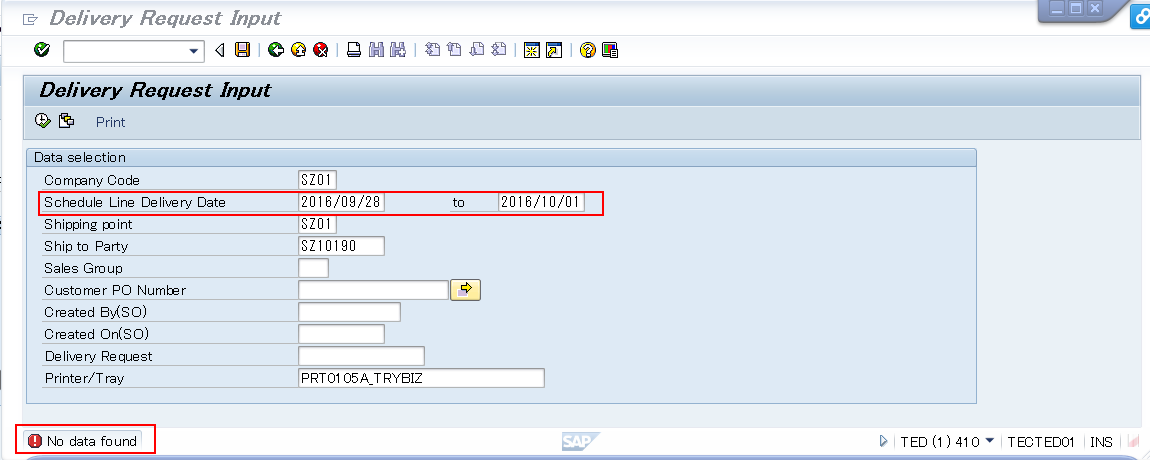 Delivery Request Input
Delivery Request Input
Print
Data selection
Company Code SZ01
Schedule Line Delivery Date 2016/09/28 to 2016/10/01
Shipping point SZ01
Ship to Party SZ10190
Sales Group
Customer PO Number
Created By(SO)
Created On(SO)
Delivery Request
Printer/Tray PRT0105A_TRYBIZ
No data found SAP TED (1) 410 TECTED01 INS